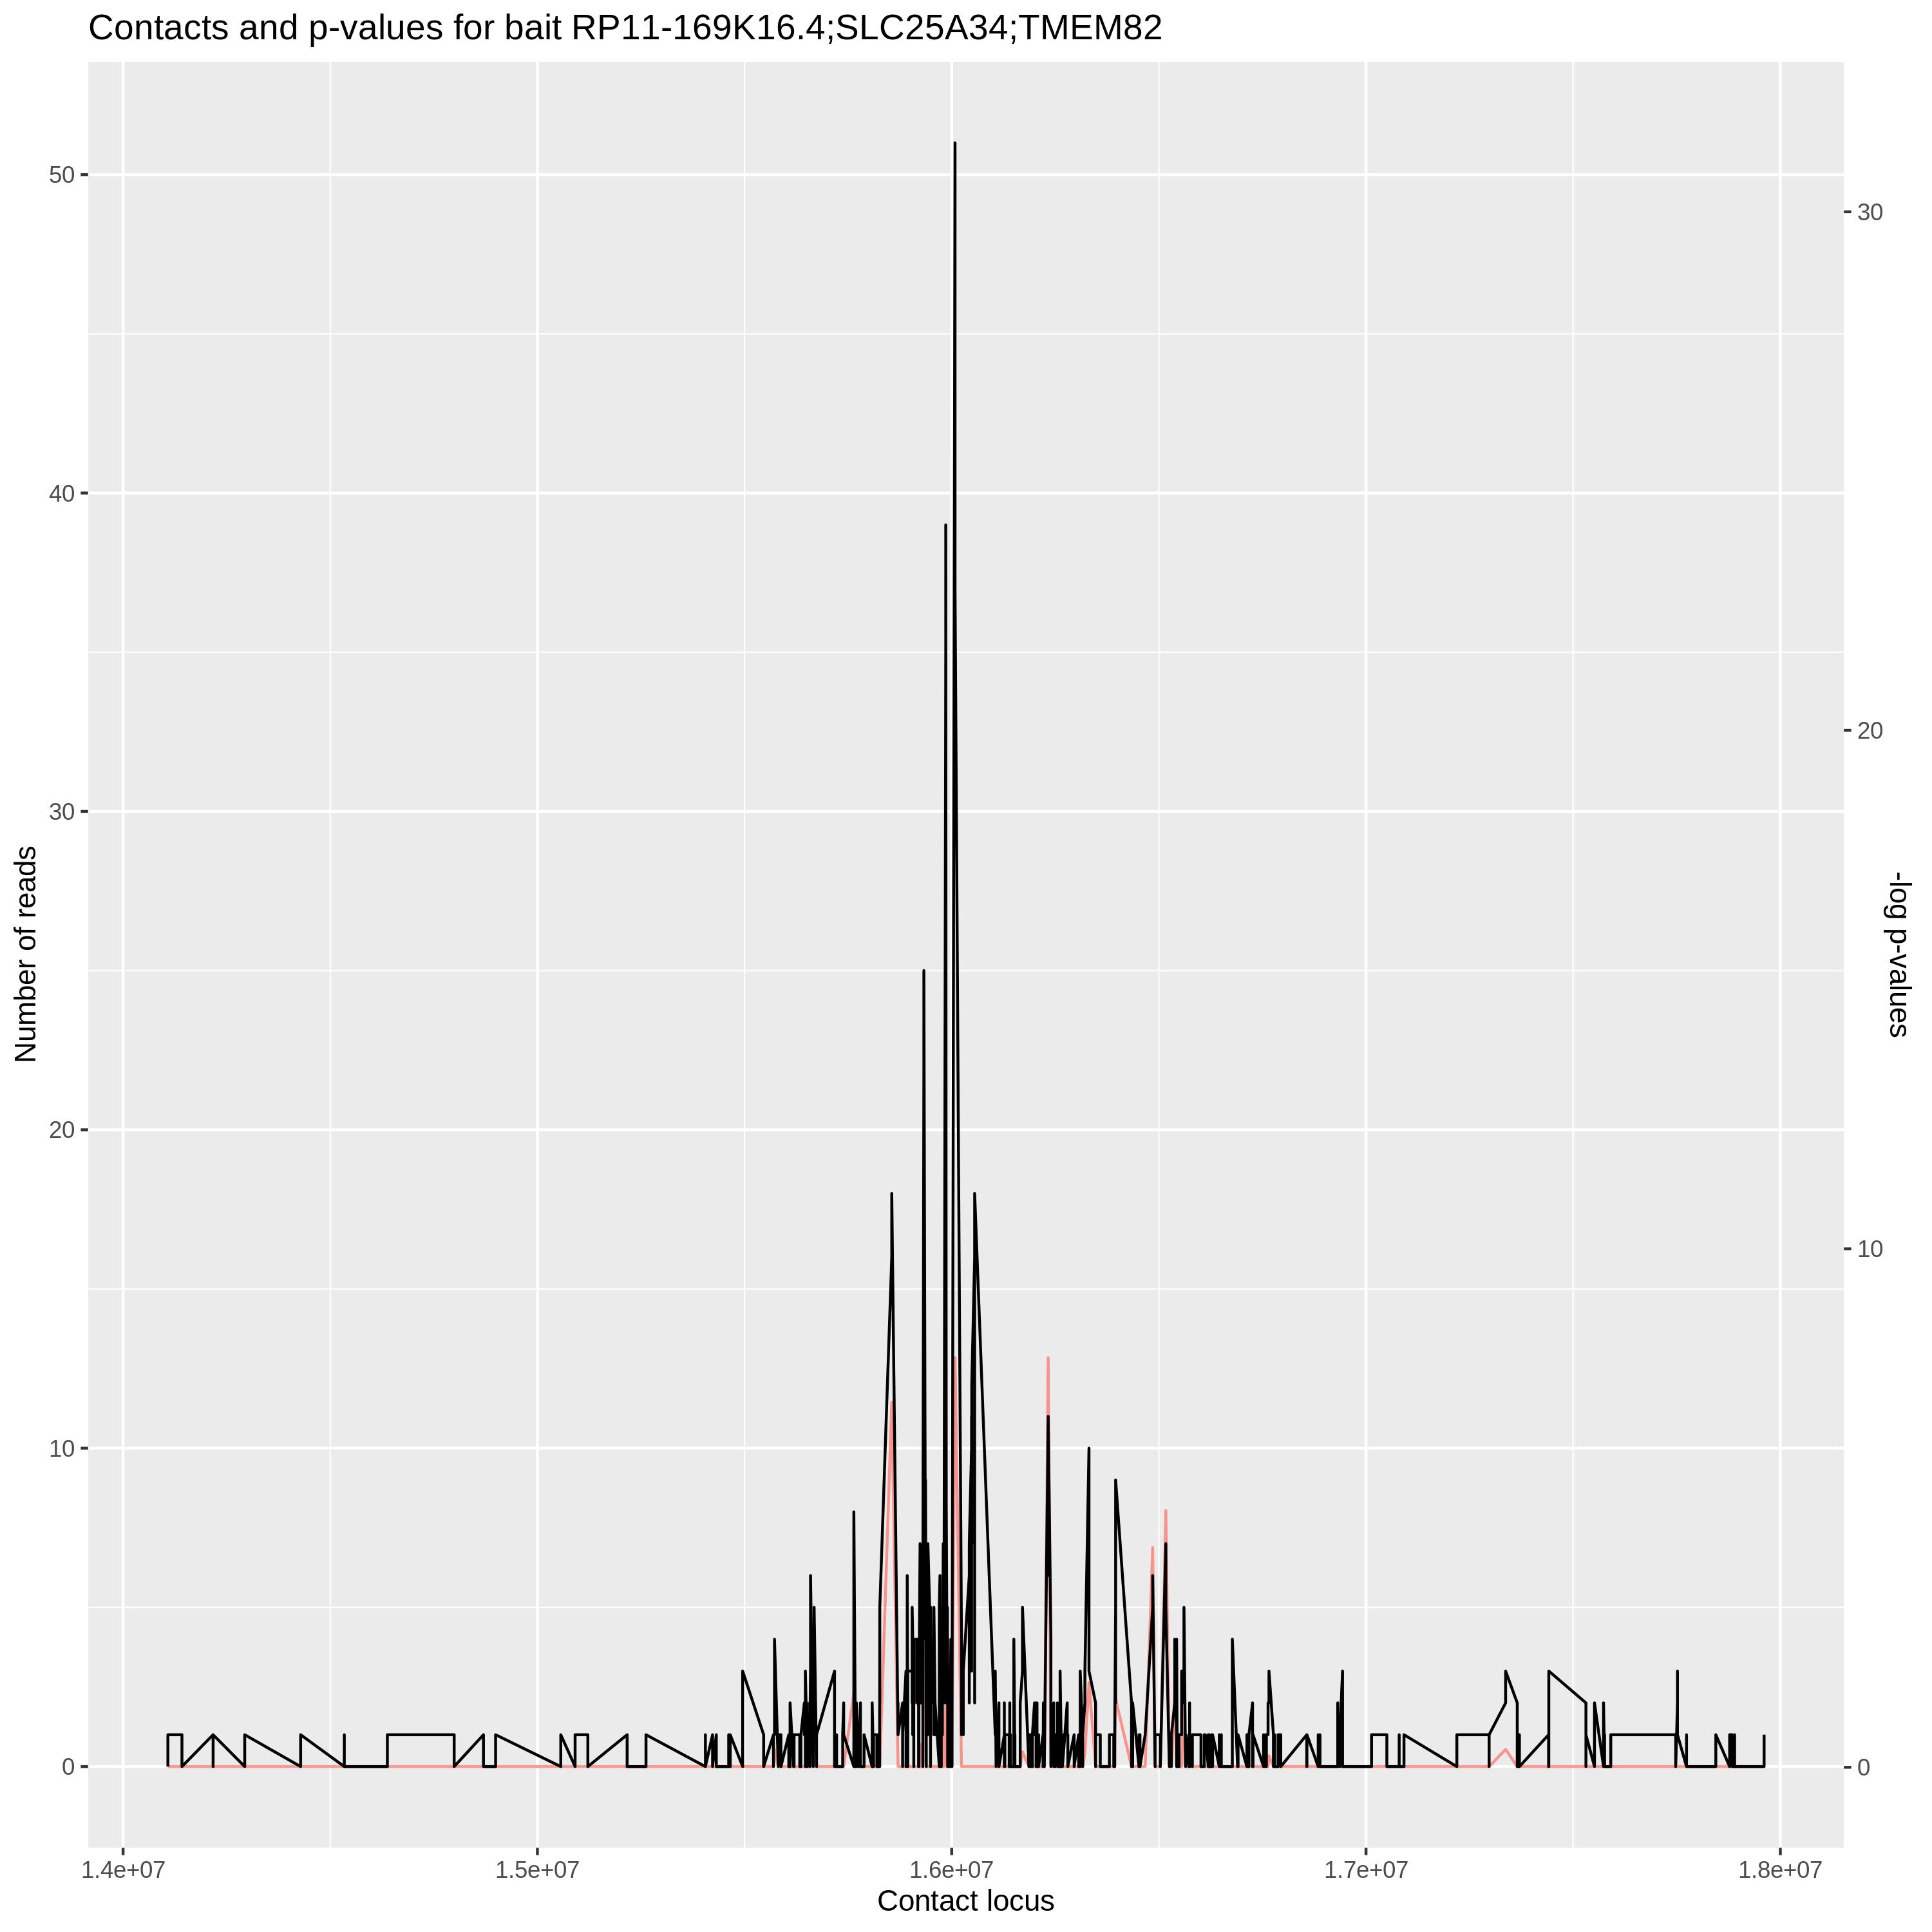 Contacts and p-values for bait RP11-169K16.4;SLC25A34;TMEM82
50
40
30
20
10
0
Number of reads
30
20
10
0
-log p-values
1.4e+07 1.5e+07 1.6e+07 1.7e+07 1.8e+07
Contact locus